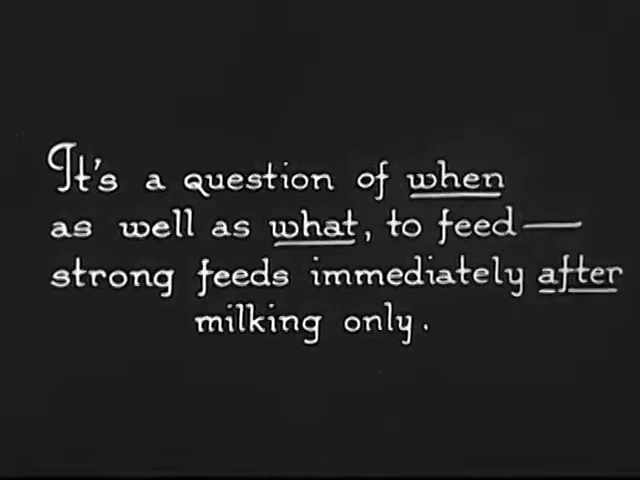 It's a question of when
as well as what, to feed—
strong feeds immediately after
milking only.